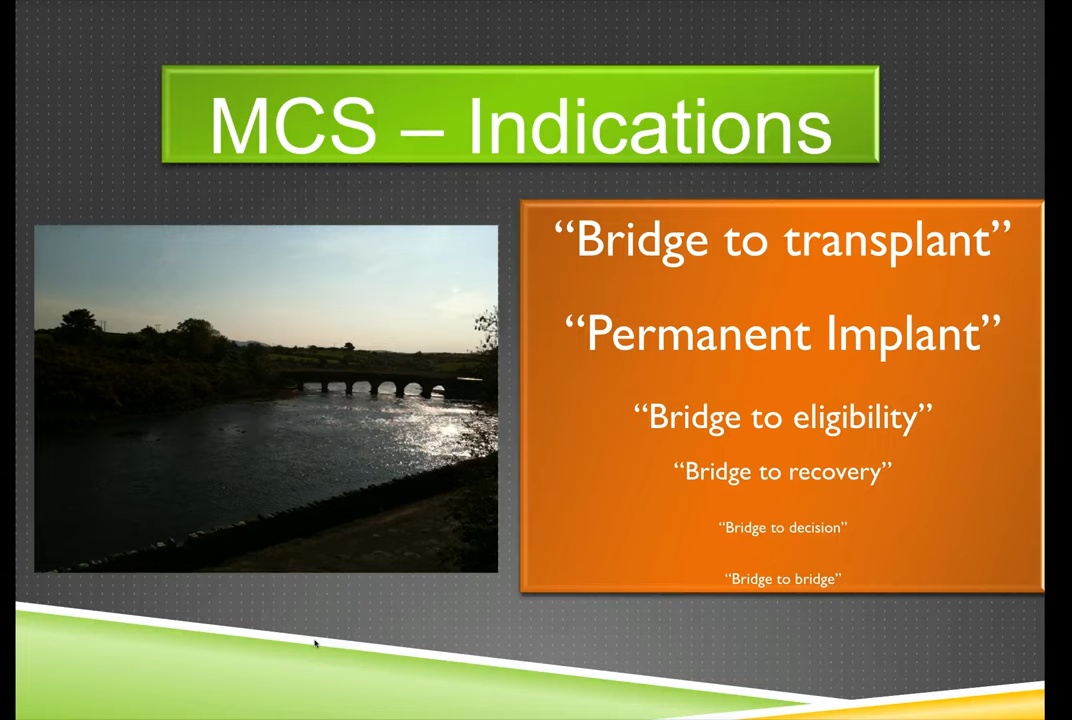 MCS – Indications
“Bridge to transplant”
“Permanent Implant”
“Bridge to eligibility”
“Bridge to recovery”
“Bridge to decision”
“Bridge to bridge”